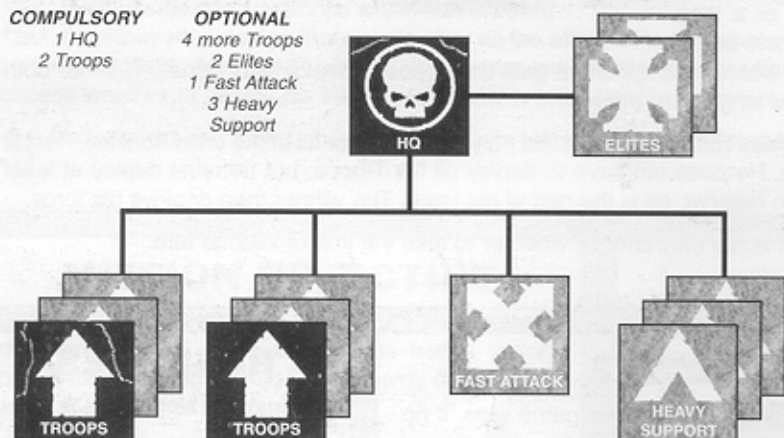 COMPULSORY
1 HQ
2 Troops
OPTIONAL
4 more Troops
2 Elites
1 Fast Attack
3 Heavy
Support
HQ
ELITES
TROOPS
TROOPS
FAST ATTACK
HEAVY
SUPPORT